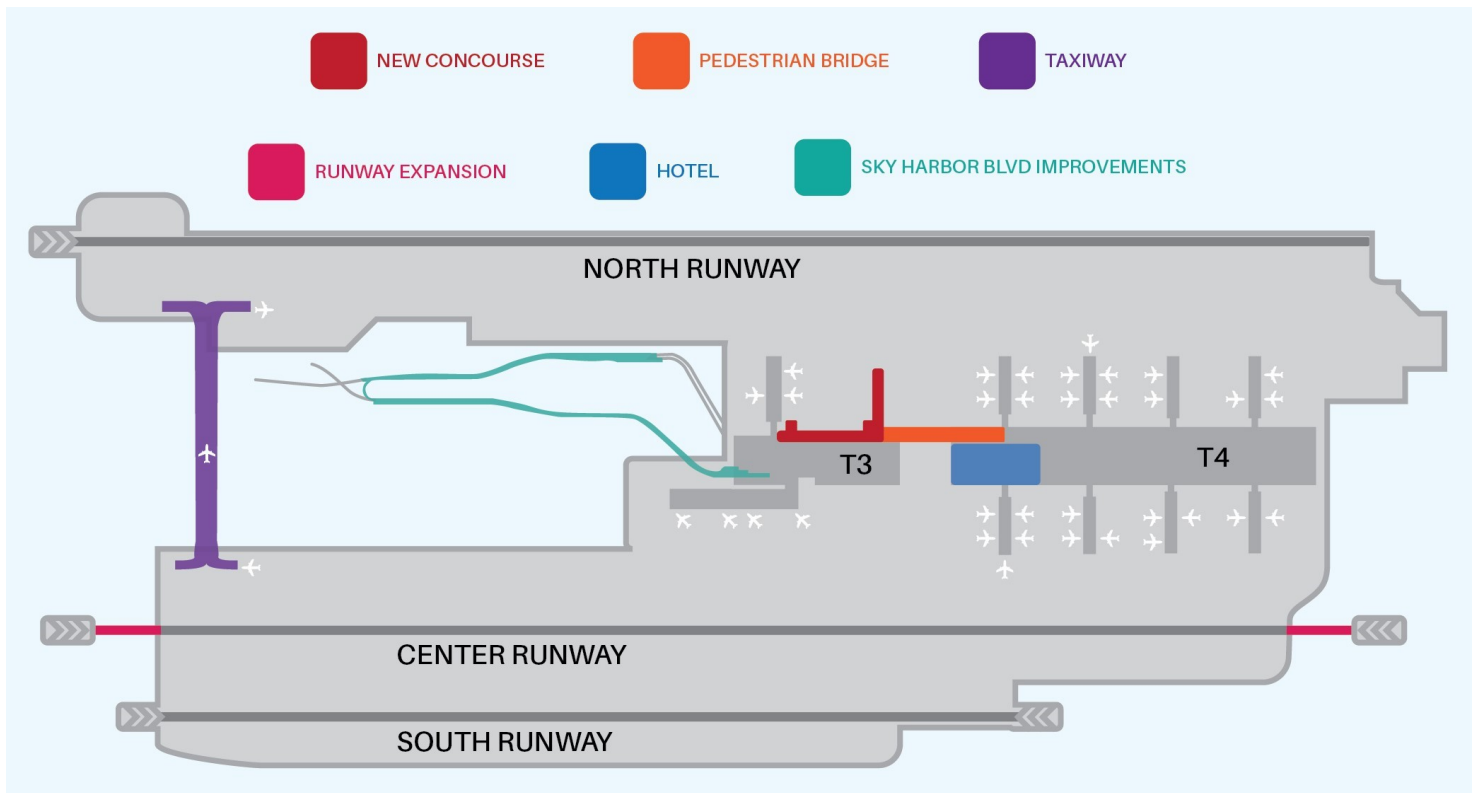 NEW CONCOURSE
PEDESTRIAN BRIDGE
TAXIWAY
RUNWAY EXPANSION
HOTEL
SKY HARBOR BLVD IMPROVEMENTS
NORTH RUNWAY
T3
T4
CENTER RUNWAY
SOUTH RUNWAY